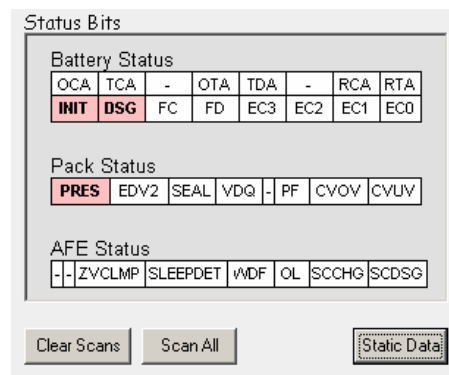 Status Bits
Battery Status
OCA TCA - OTA TDA - RCA RTA
INIT DSG FC FD EC3 EC2 EC1 EC0
Pack Status
PRES EDV2 SEAL VDQ - PF CVOV CVUV
AFE Status
- - ZVCLMP SLEEPDET WDF OL SCCHG SCDSG
Clear Scans Scan All Static Data